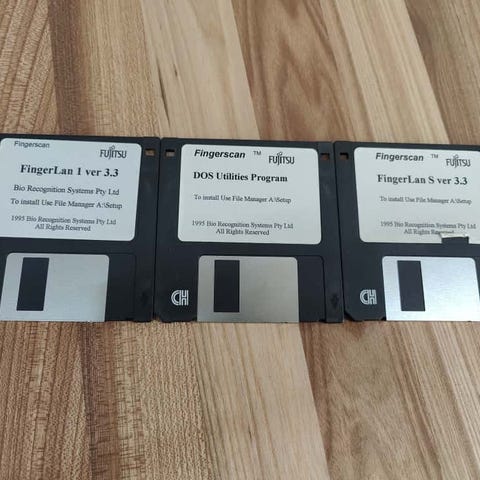 Fingerscan
FUJITSU
FingerLan 1 ver 3.3
Bio Recognition Systems Pty Ltd
To install Use File Manager A:\Setup
1995 Bio Recognition Systems Pty Ltd
All Rights Reserved
Fingerscan ™
FUJITSU
DOS Utilities Program
To install Use File Manager A:\Setup
1995 Bio Recognition Systems Pty Ltd
All Rights Reserved
Fingerscan ™
FUJITSU
FingerLan S ver 3.3
To install Use File Manager A:\Setup
1995 Bio Recognition Systems Pty Ltd
All Rights Reserved